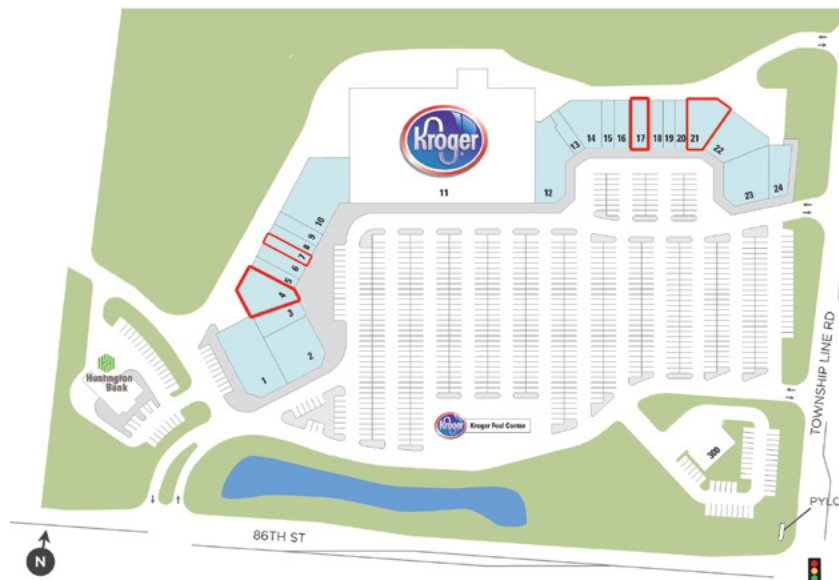 Kroger
14
15
16
17
18
19
20
21
13
22
11
12
23
24
10
9
8
7
6
5
4
3
2
1
Huntington
Bank
Kroger
Kroger Fuel Center
300
TOWNSHIP LINE RD
PYLO
86TH ST
N